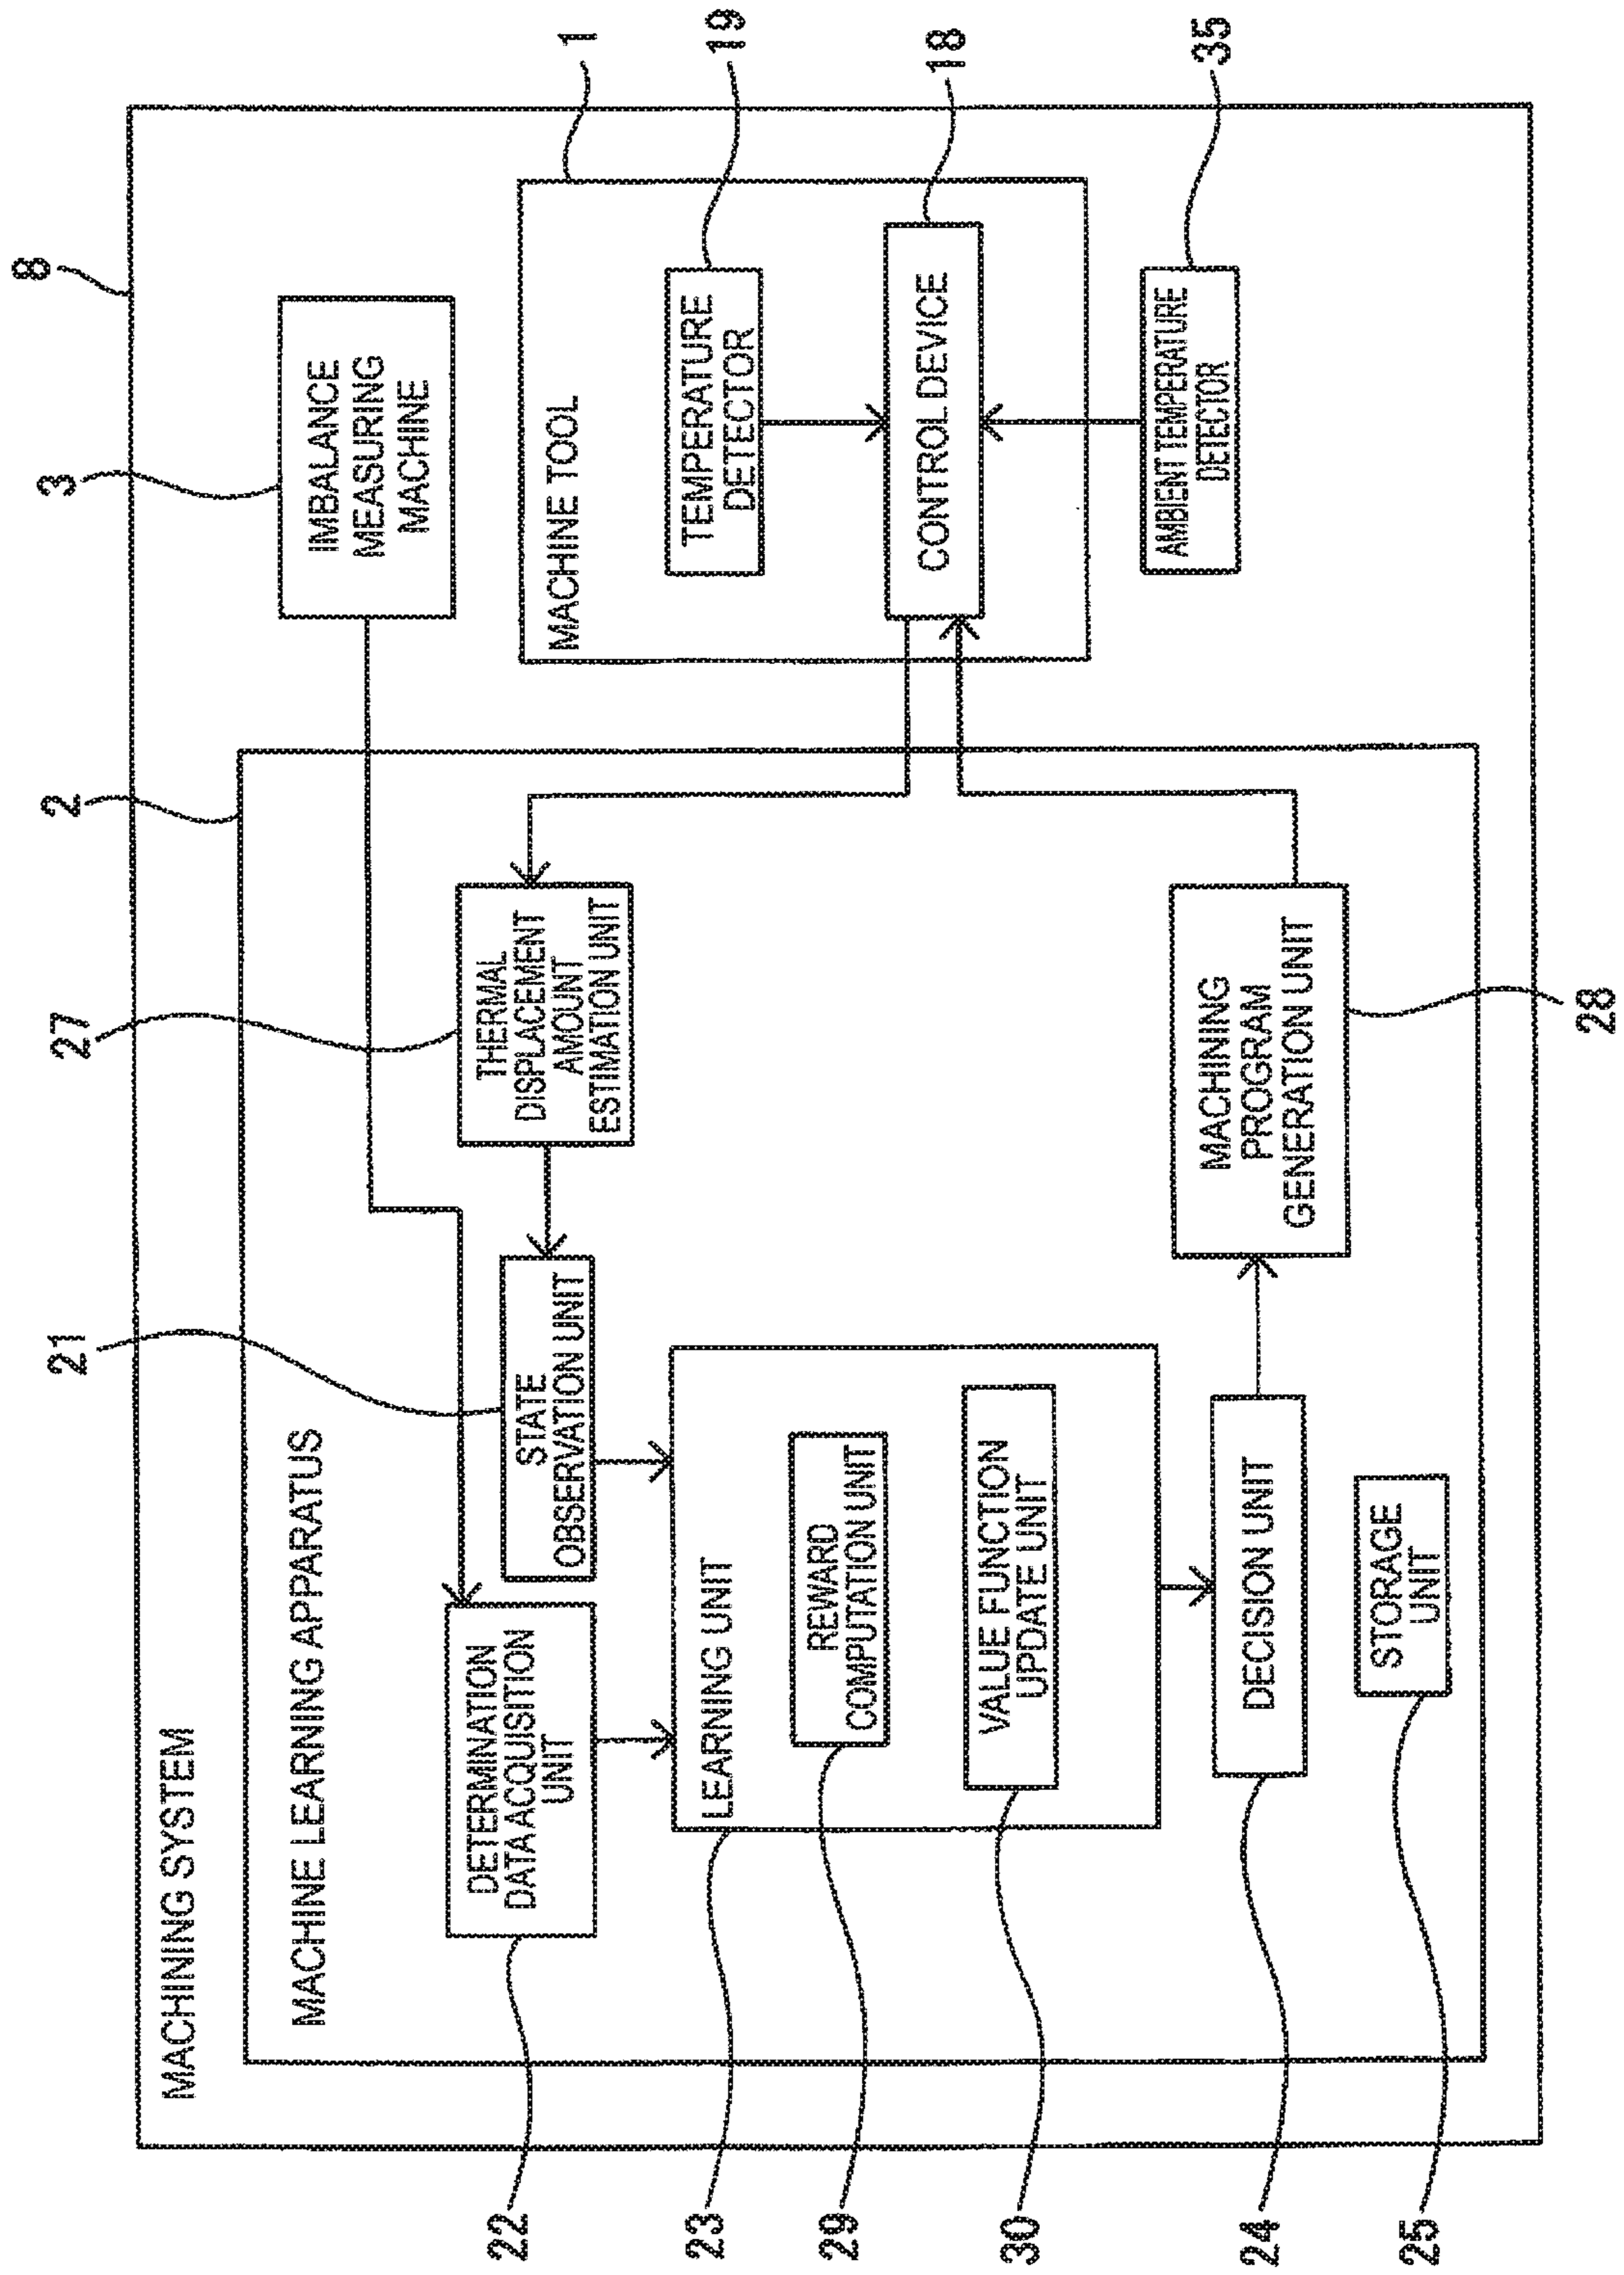 8
MACHINING SYSTEM
2
MACHINE LEARNING APPARATUS
3
IMBALANCE
MEASURING
MACHINE
22
DETERMINATION
DATA ACQUISITION
UNIT
21
STATE
OBSERVATION UNIT
27
THERMAL
DISPLACEMENT
AMOUNT
ESTIMATION UNIT
1
MACHINE TOOL
19
TEMPERATURE
DETECTOR
18
CONTROL DEVICE
35
AMBIENT TEMPERATURE
DETECTOR
23
LEARNING UNIT
29
REWARD
COMPUTATION UNIT
30
VALUE FUNCTION
UPDATE UNIT
24
DECISION UNIT
28
MACHINING
PROGRAM
GENERATION UNIT
25
STORAGE
UNIT